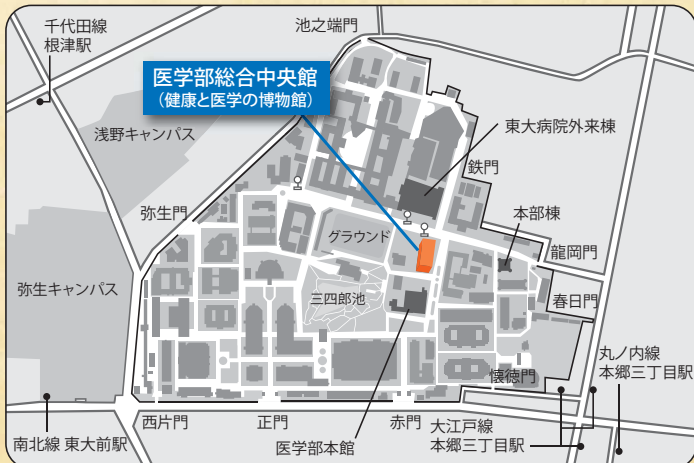 千代田線
根津駅
池之端門
医学部総合中央館
(健康と医学の博物館)
浅野キャンパス
東大病院外来棟
鉄門
弥生門
本部棟
グラウンド
龍岡門
弥生キャンパス
三四郎池
春日門
丸ノ内線
本郷三丁目駅
懐徳門
西片門
正門
赤門
大江戸線
本郷三丁目駅
南北線 東大前駅
医学部本館